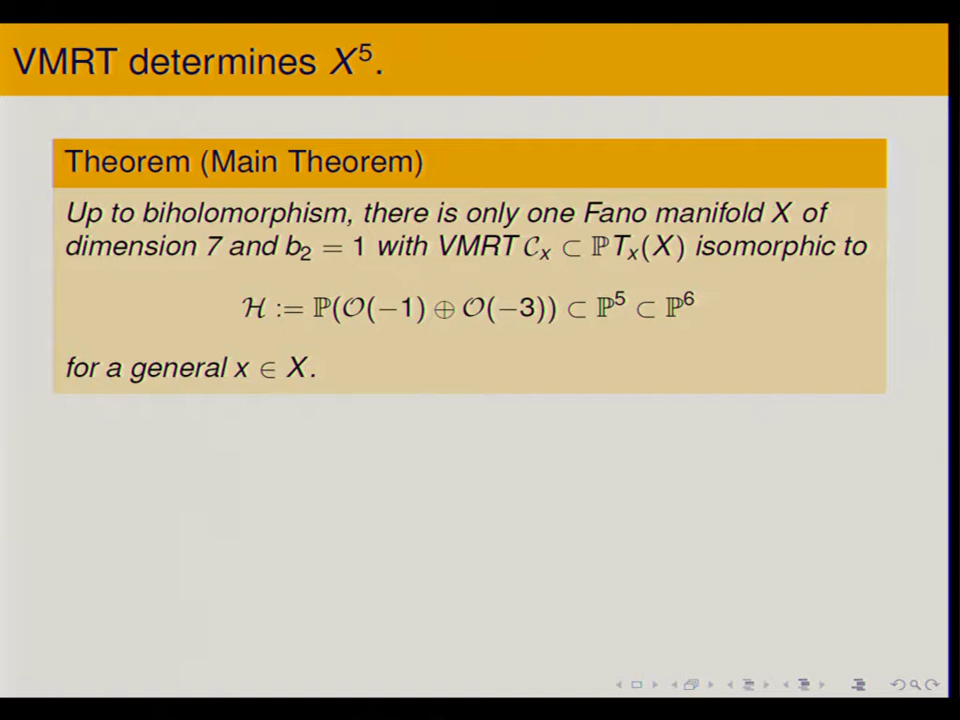 VMRT determines X⁵.
Theorem (Main Theorem)
Up to biholomorphism, there is only one Fano manifold X of
dimension 7 and b₂ = 1 with VMRT 𝒞ₓ ⊂ ℙTₓ(X) isomorphic to
ℋ := ℙ(𝒪(−1) ⊕ 𝒪(−3)) ⊂ ℙ⁵ ⊂ ℙ⁶
for a general x ∈ X.